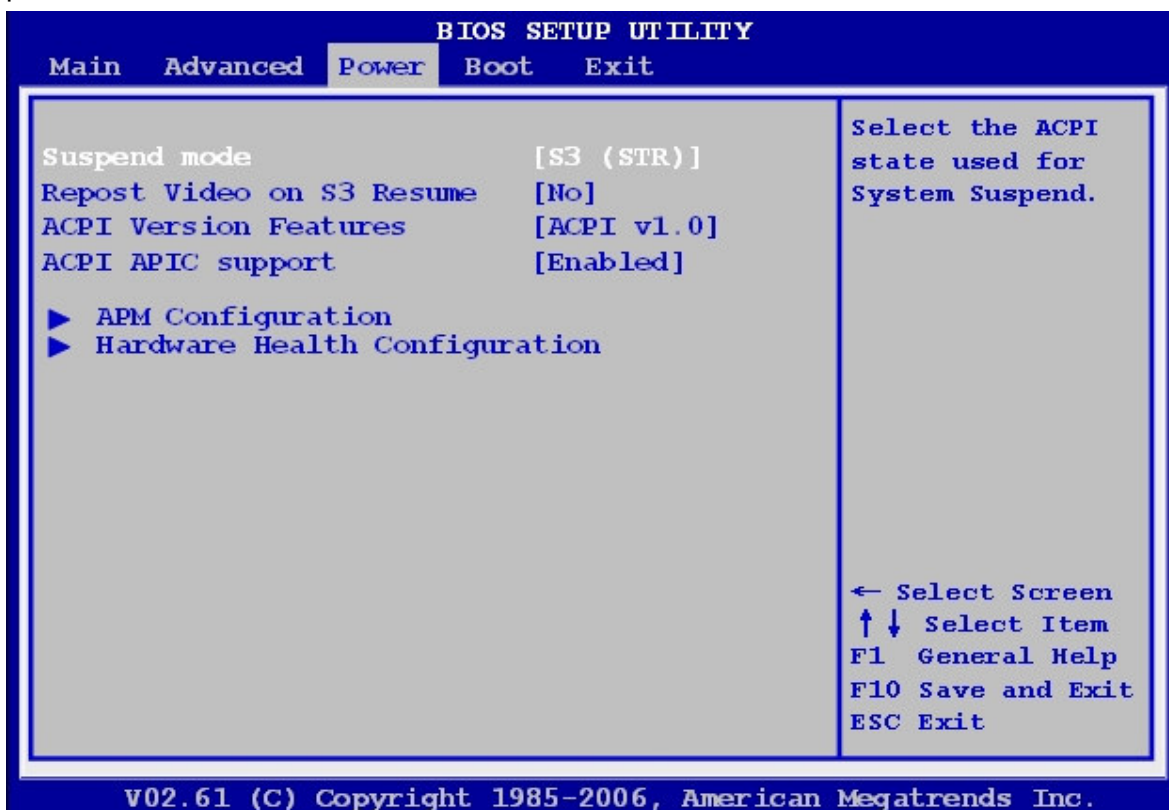 BIOS SETUP UTILITY
Main Advanced Power Boot Exit
Suspend mode [S3 (STR)]
Repost Video on S3 Resume [No]
ACPI Version Features [ACPI v1.0]
ACPI APIC support [Enabled]
▶ APM Configuration
▶ Hardware Health Configuration
Select the ACPI
state used for
System Suspend.
← Select Screen
↑↓ Select Item
F1 General Help
F10 Save and Exit
ESC Exit
V02.61 (C) Copyright 1985-2006, American Megatrends Inc.